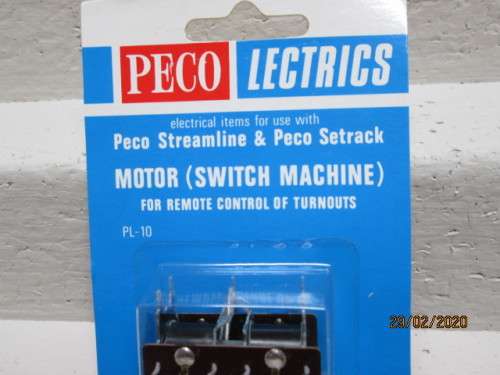 PECO LECTRICS
electrical items for use with
Peco Streamline & Peco Setrack
MOTOR (SWITCH MACHINE)
FOR REMOTE CONTROL OF TURNOUTS
PL-10
29/02/2020